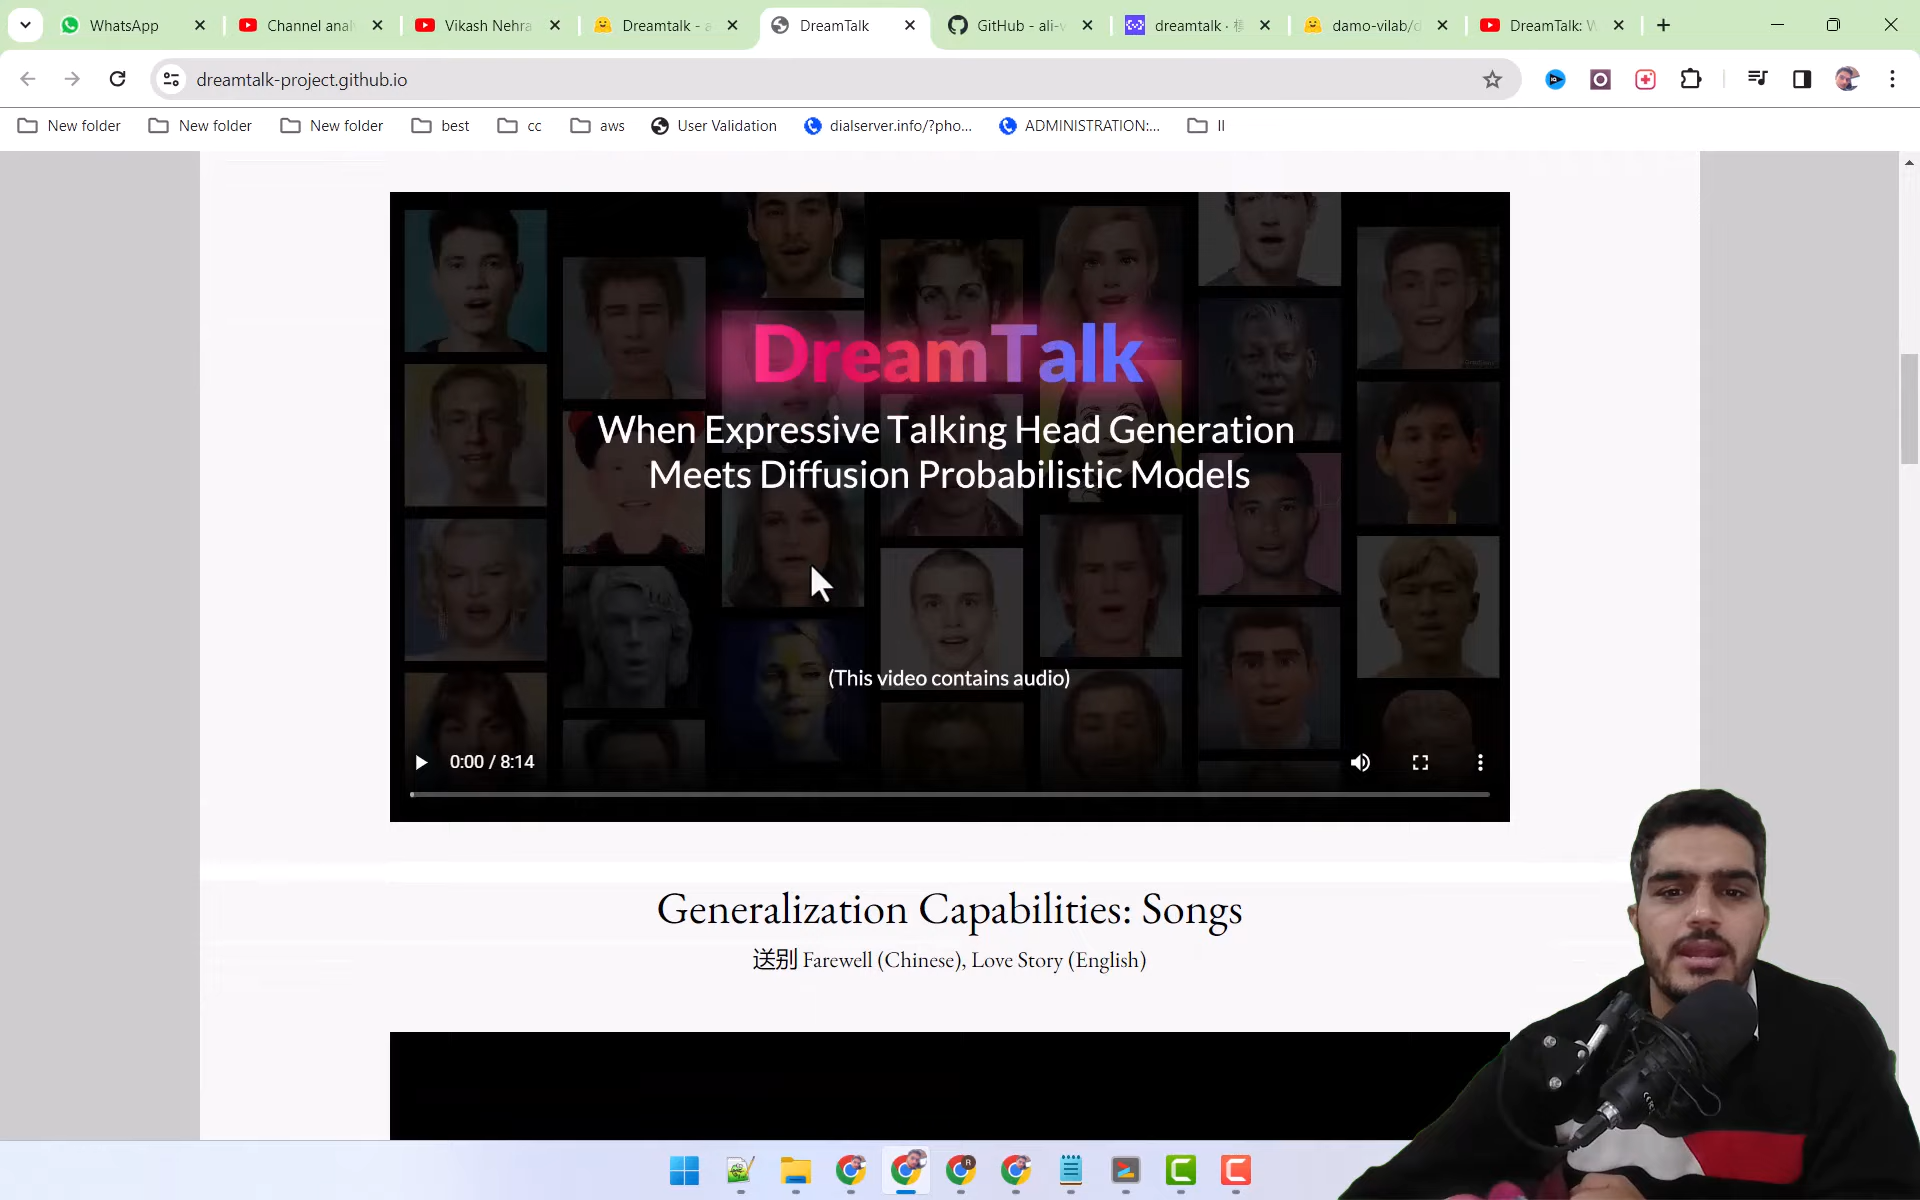 WhatsApp
Channel anal
Vikash Nehra
Dreamtalk - a
DreamTalk
GitHub - ali-v
dreamtalk ·
damo-vilab/d
DreamTalk: W
dreamtalk-project.github.io
New folder
New folder
New folder
best
cc
aws
User Validation
dialserver.info/?pho...
ADMINISTRATION:...
II
DreamTalk
When Expressive Talking Head Generation
Meets Diffusion Probabilistic Models
(This video contains audio)
0:00 / 8:14
Generalization Capabilities: Songs
送别 Farewell (Chinese), Love Story (English)